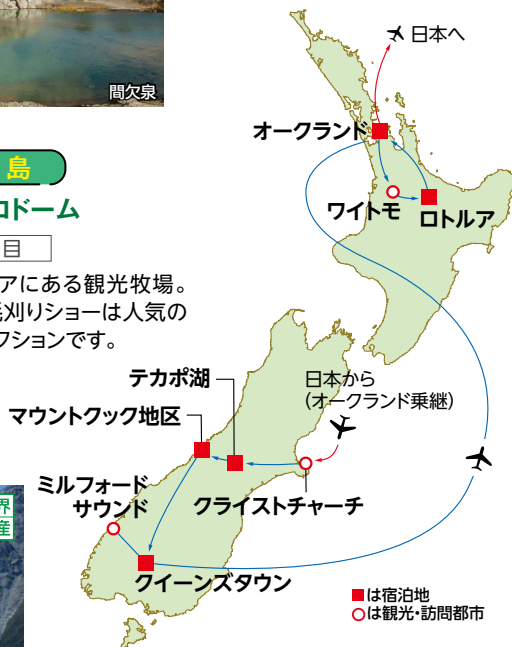 間欠泉
島
コドーム
目
アにある観光牧場。
毛刈りショーは人気の
クションです。
日本へ
オークランド
ワイトモ
ロトルア
テカポ湖
日本から
(オークランド乗継)
マウントクック地区
ミルフォード
サウンド
クライストチャーチ
クイーンズタウン
界
産
■は宿泊地
○は観光・訪問都市